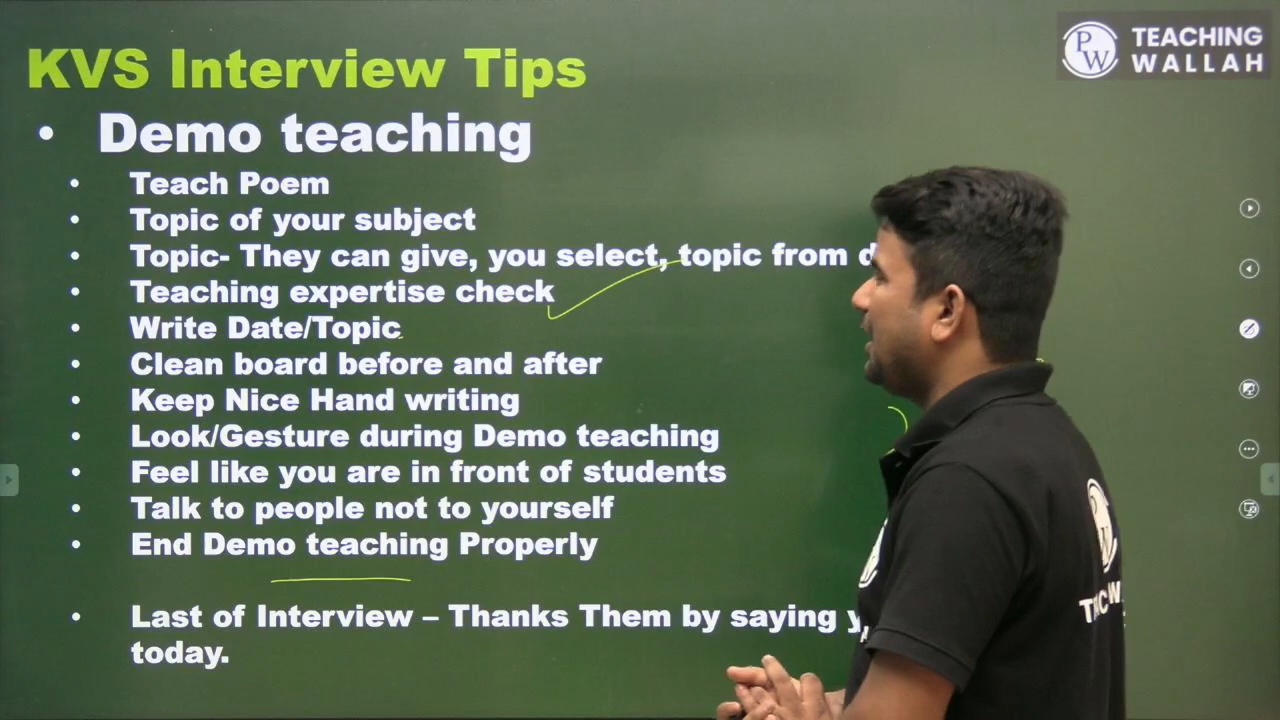 KVS Interview Tips
TEACHING
WALLAH
PW
• Demo teaching
• Teach Poem
• Topic of your subject
• Topic- They can give, you select, topic from
• Teaching expertise check
• Write Date/Topic
• Clean board before and after
• Keep Nice Hand writing
• Look/Gesture during Demo teaching
• Feel like you are in front of students
• Talk to people not to yourself
• End Demo teaching Properly
• Last of Interview – Thanks Them by saying
today.